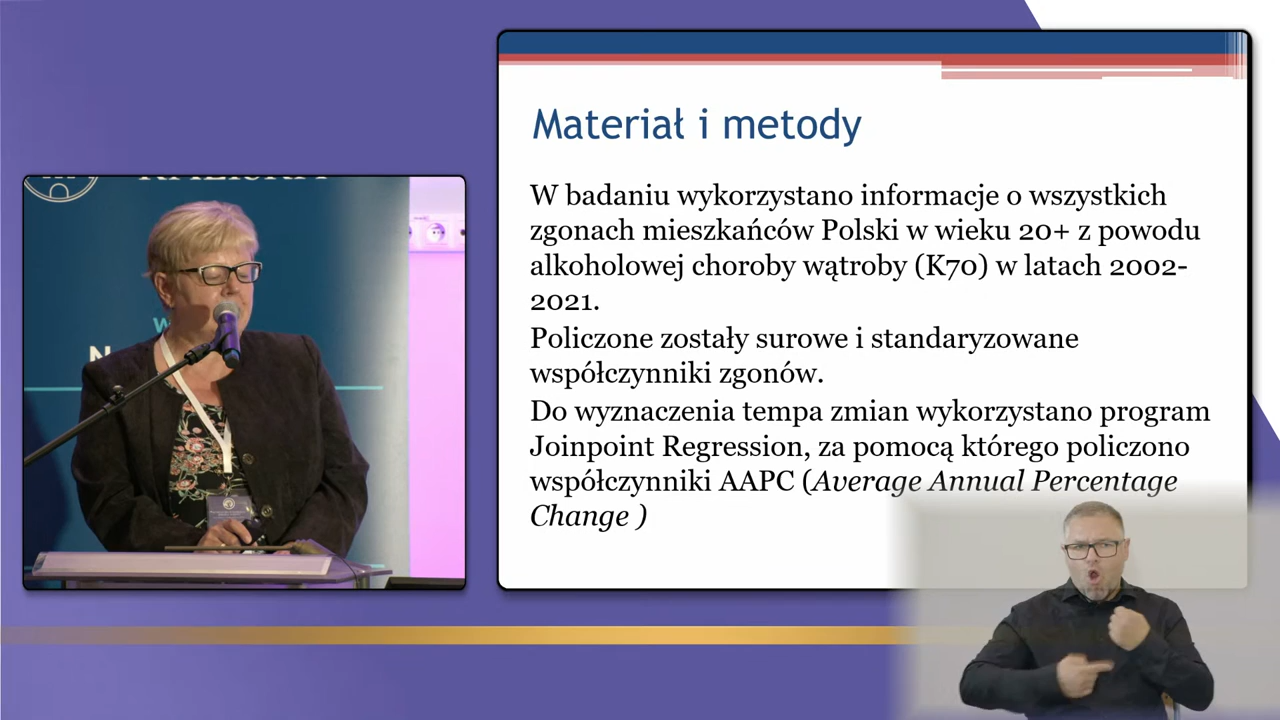 Materiał i metody
W badaniu wykorzystano informacje o wszystkich
zgonach mieszkańców Polski w wieku 20+ z powodu
alkoholowej choroby wątroby (K70) w latach 2002-
2021.
Policzone zostały surowe i standaryzowane
współczynniki zgonów.
Do wyznaczenia tempa zmian wykorzystano program
Joinpoint Regression, za pomocą którego policzono
współczynniki AAPC (Average Annual Percentage
Change )